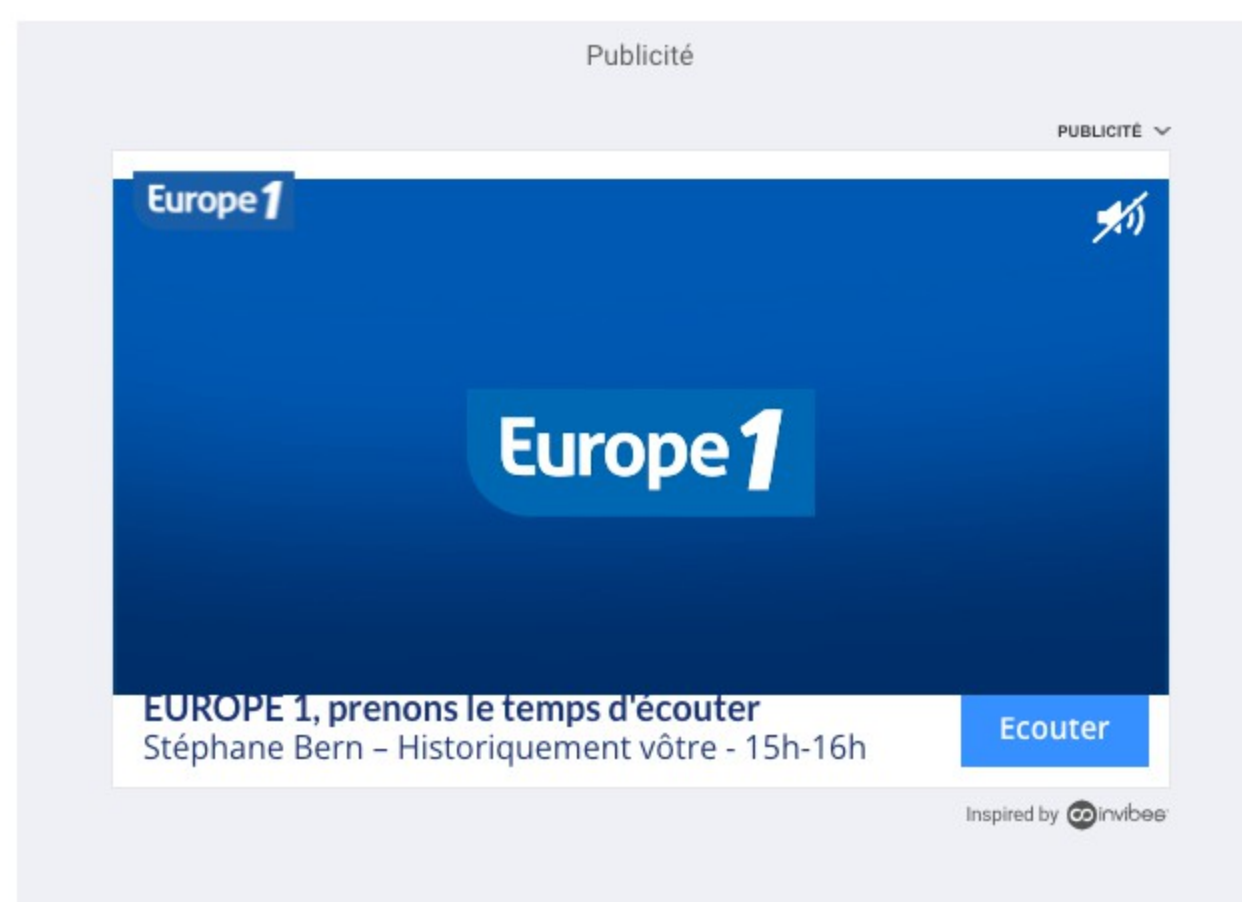 Publicité
PUBLICITÉ
Europe 1
Europe 1
EUROPE 1, prenons le temps d'écouter
Stéphane Bern – Historiquement vôtre - 15h-16h
Ecouter
Inspired by invibes